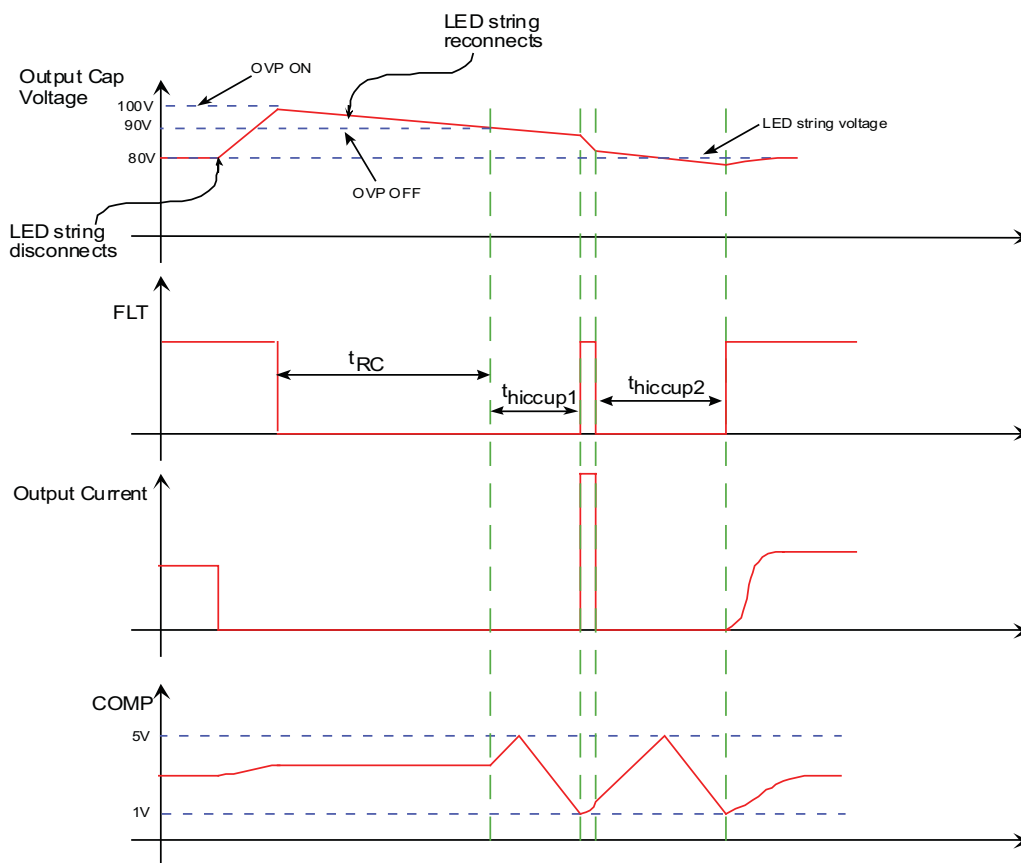 LED string
reconnects
Output Cap
Voltage
OVP ON
100V
90V
80V
LED string voltage
OVP OFF
LED string
disconnects
FLT
tRC
thiccup1
thiccup2
Output Current
COMP
5V
1V